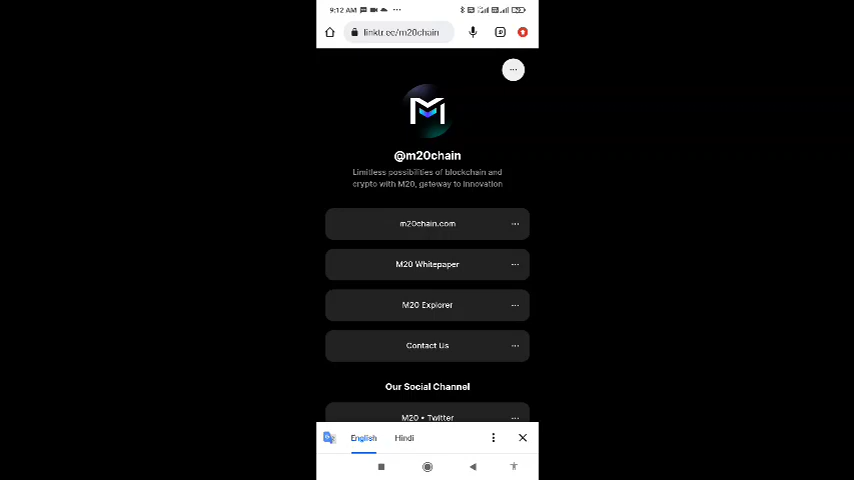 9:12 AM
linktr.ee/m20chain
@m20chain
Limitless possibilities of blockchain and
crypto with M20, gateway to innovation
m20chain.com
M20 Whitepaper
M20 Explorer
Contact Us
Our Social Channel
M20 • Twitter
English Hindi